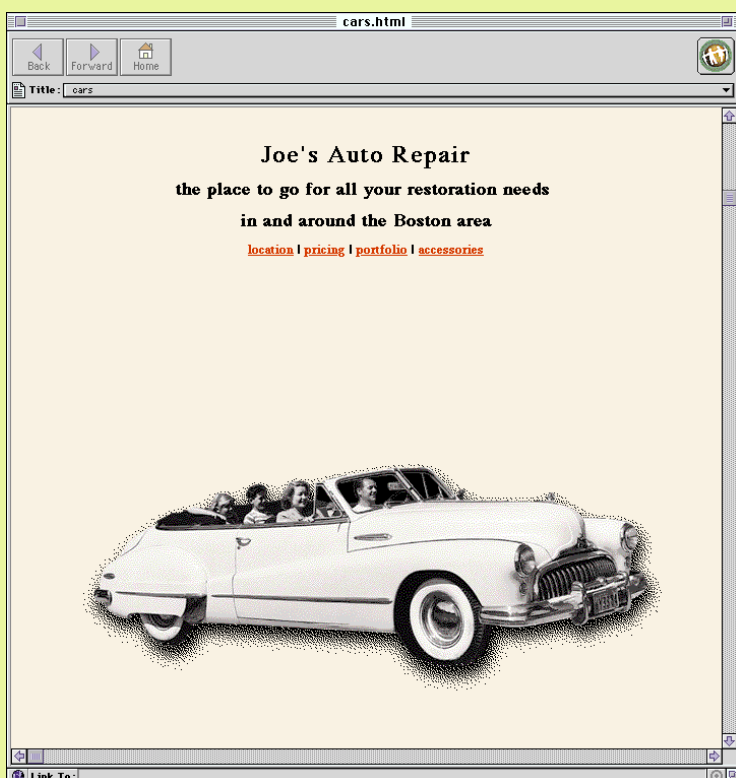 cars.html
Back Forward Home
Title: cars
Joe's Auto Repair
the place to go for all your restoration needs
in and around the Boston area
location | pricing | portfolio | accessories
Link To: